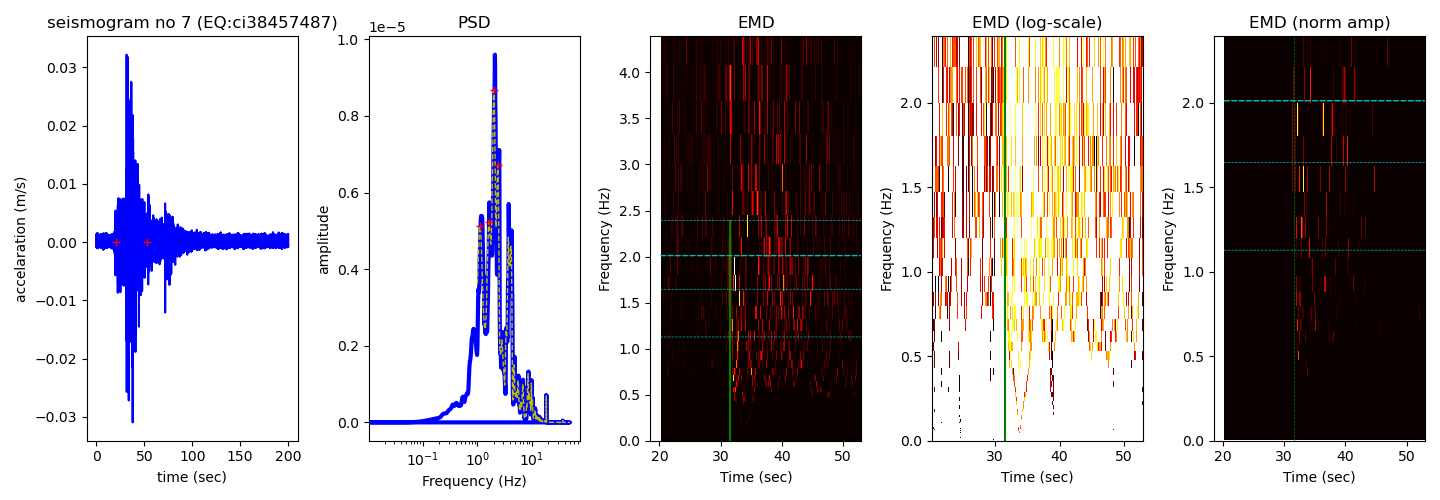 seismogram no 7 (EQ:ci38457487)
0.03
0.02
0.01
0.00
−0.01
−0.02
−0.03
accelaration (m/s)
0 50 100 150 200
time (sec)
PSD
1e−5
1.0
0.8
0.6
0.4
0.2
0.0
amplitude
10⁻¹ 10⁰ 10¹
Frequency (Hz)
EMD
4.0
3.5
3.0
2.5
2.0
1.5
1.0
0.5
0.0
Frequency (Hz)
20 30 40 50
Time (sec)
EMD (log-scale)
2.0
1.5
1.0
0.5
0.0
Frequency (Hz)
30 40 50
Time (sec)
EMD (norm amp)
2.0
1.5
1.0
0.5
0.0
Frequency (Hz)
20 30 40 50
Time (sec)